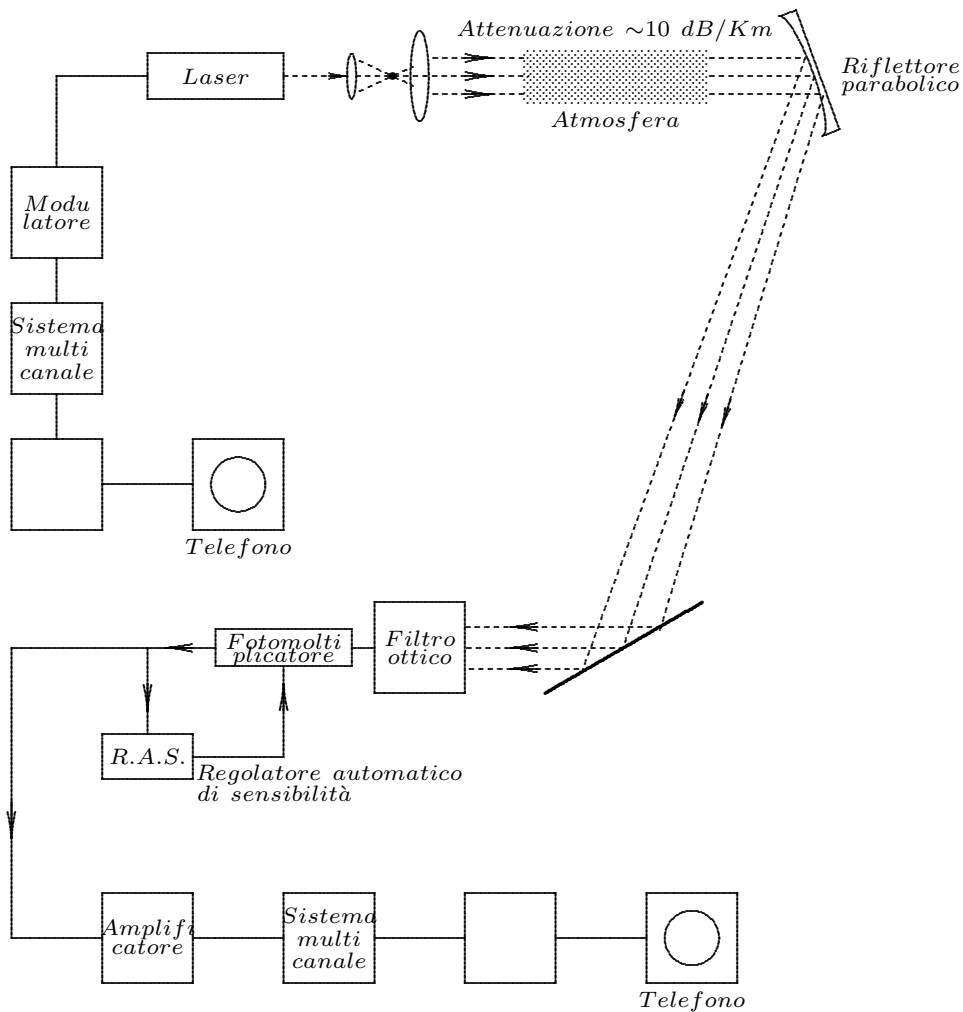 Attenuazione ~10 dB/Km
Laser
Riflettore
parabolico
Atmosfera
Modu
latore
Sistema
multi
canale
Telefono
Fotomolti
plicatore
Filtro
ottico
R.A.S.
Regolatore automatico
di sensibilità
Amplifi
catore
Sistema
multi
canale
Telefono